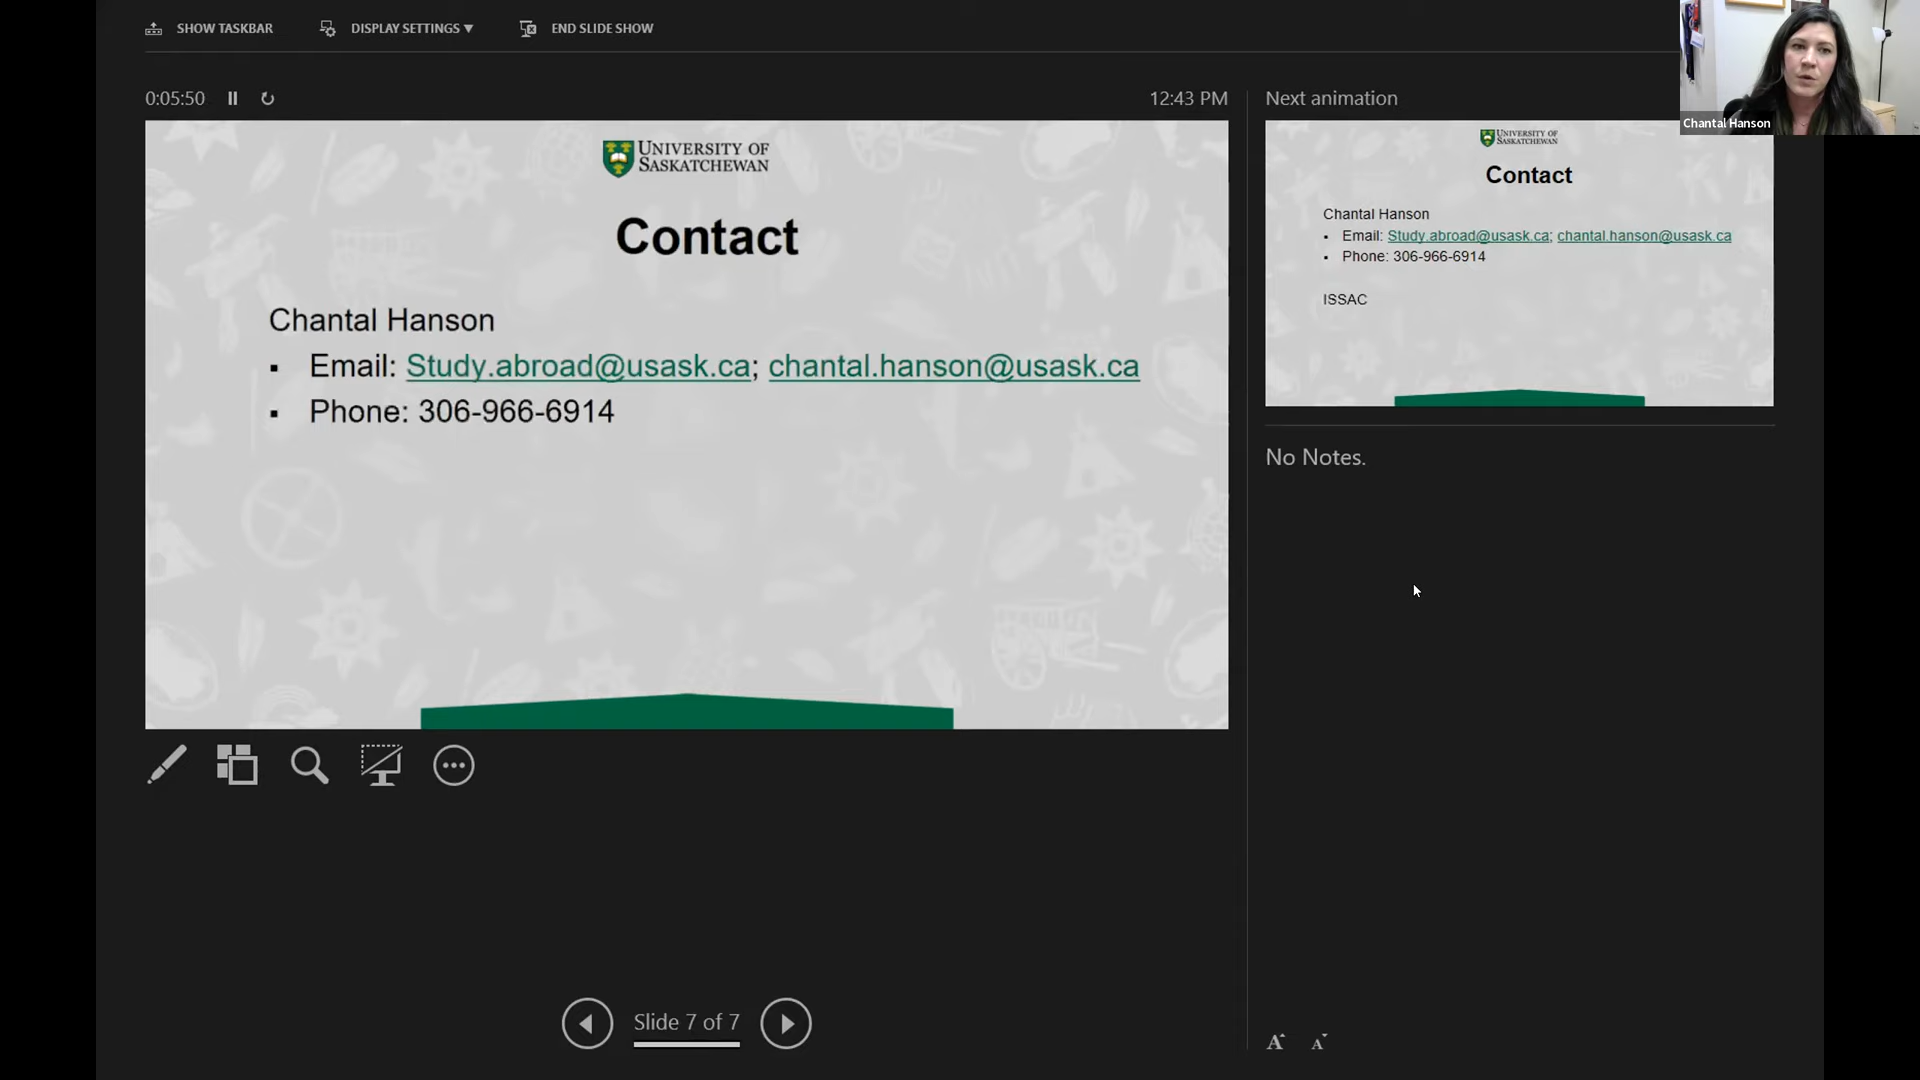 SHOW TASKBAR
DISPLAY SETTINGS ▼
END SLIDE SHOW
0:05:50
12:43 PM
UNIVERSITY OF
SASKATCHEWAN
Contact
Chantal Hanson
▪ Email: Study.abroad@usask.ca; chantal.hanson@usask.ca
▪ Phone: 306-966-6914
Slide 7 of 7
Next animation
UNIVERSITY OF
SASKATCHEWAN
Contact
Chantal Hanson
▪ Email: Study.abroad@usask.ca; chantal.hanson@usask.ca
▪ Phone: 306-966-6914
ISSAC
No Notes.
A A
Chantal Hanson